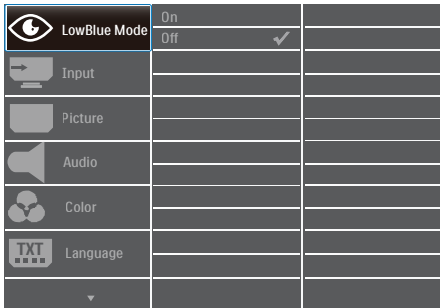 LowBlue Mode
On
Off
Input
Picture
Audio
Color
TXT
Language